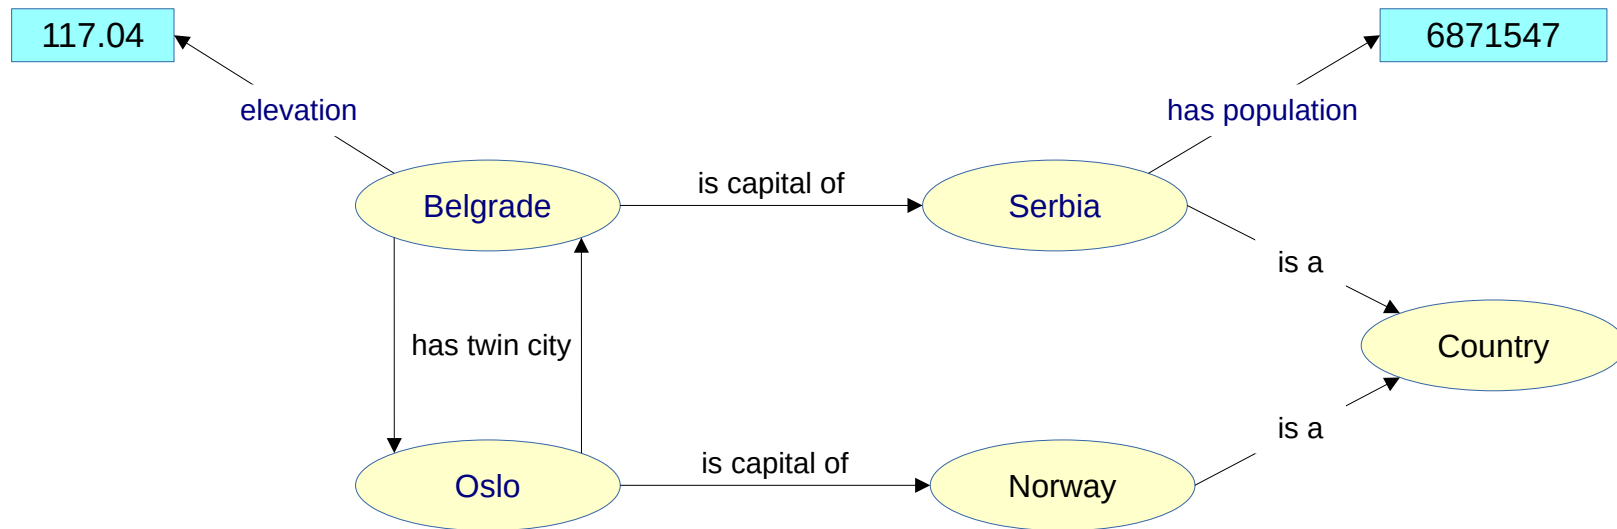 117.04
6871547
elevation
has population
is capital of
Belgrade
Serbia
is a
has twin city
Country
is a
is capital of
Oslo
Norway